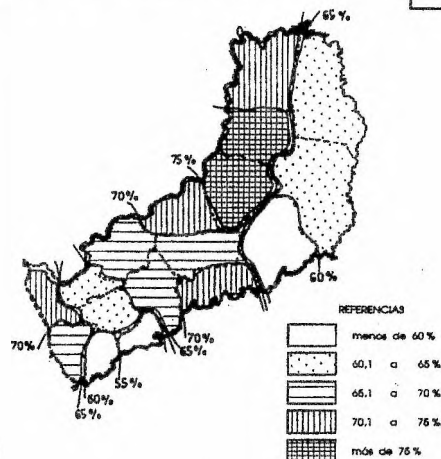 65%
75%
70%
60%
70%
70%
65%
55%
60%
65%
REFERENCIAS
menos de 60%
60,1 a 65%
65,1 a 70%
70,1 a 75%
más de 75%